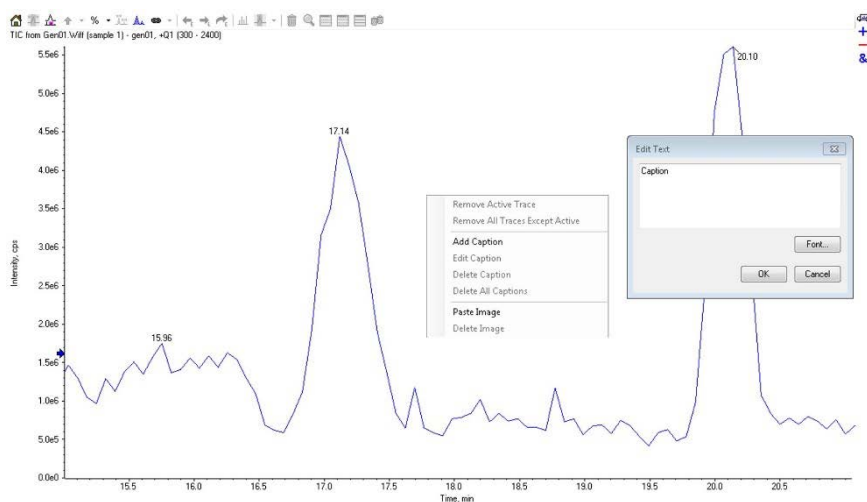 %
TIC from Gen01.Wiff (sample 1) - gen01, +Q1 (300 - 2400)
5.5e6
5.0e6
4.5e6
4.0e6
3.5e6
3.0e6
2.5e6
2.0e6
1.5e6
1.0e6
5.0e5
0.0e0
Intensity, cps
15.96
17.14
20.10
Remove Active Trace
Remove All Traces Except Active
Add Caption
Edit Caption
Delete Caption
Delete All Captions
Paste Image
Delete Image
Edit Text
Caption
Font...
OK
Cancel
+
&
15.5
16.0
16.5
17.0
17.5
18.0
18.5
19.0
19.5
20.0
20.5
Time, min